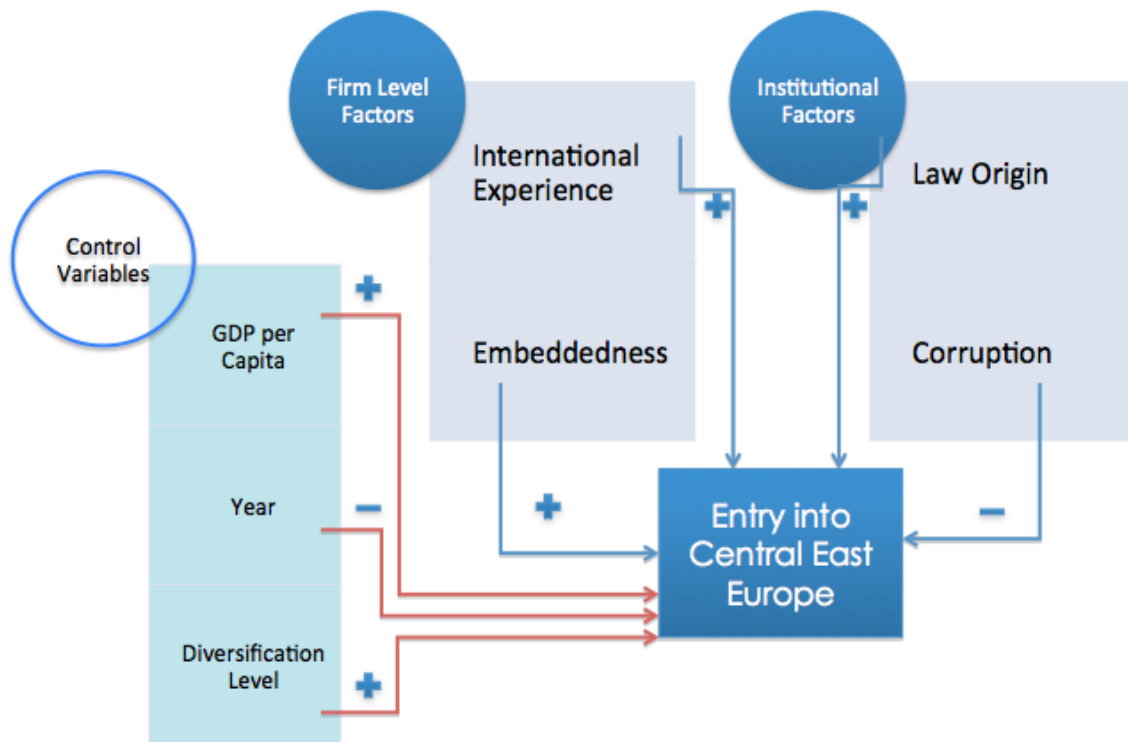 Firm Level
Factors
International
Experience
Embeddedness
Institutional
Factors
Law Origin
Corruption
Control
Variables
GDP per
Capita
Year
Diversification
Level
+
+
+
−
+
+
−
Entry into
Central East
Europe